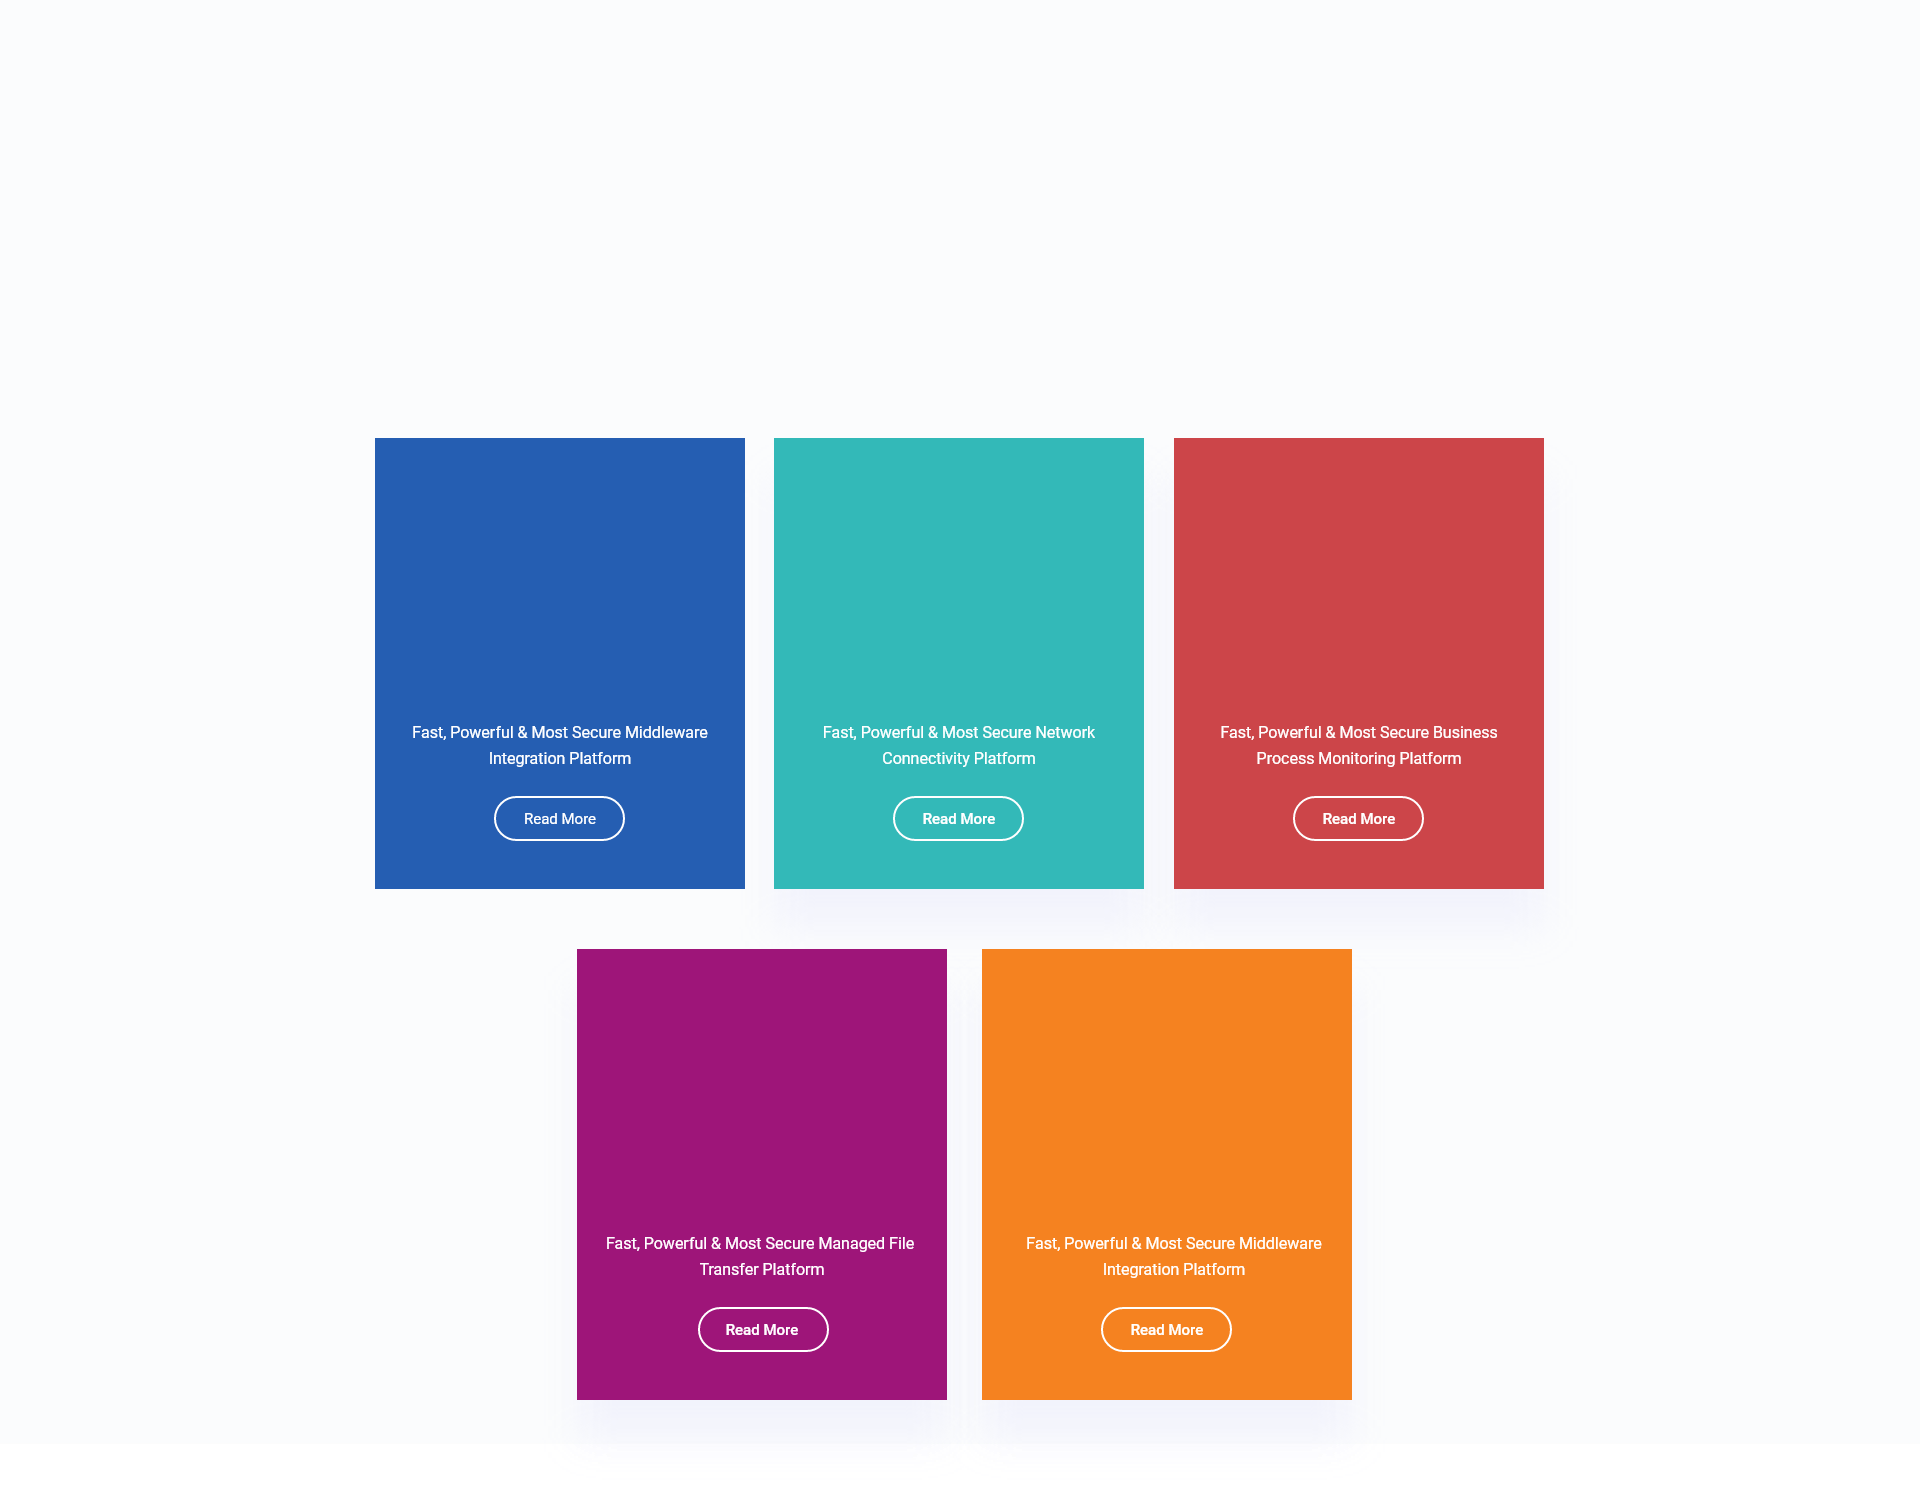 Fast, Powerful & Most Secure Middleware
Integration Platform
Read More
Fast, Powerful & Most Secure Network
Connectivity Platform
Read More
Fast, Powerful & Most Secure Business
Process Monitoring Platform
Read More
Fast, Powerful & Most Secure Managed File
Transfer Platform
Read More
Fast, Powerful & Most Secure Middleware
Integration Platform
Read More